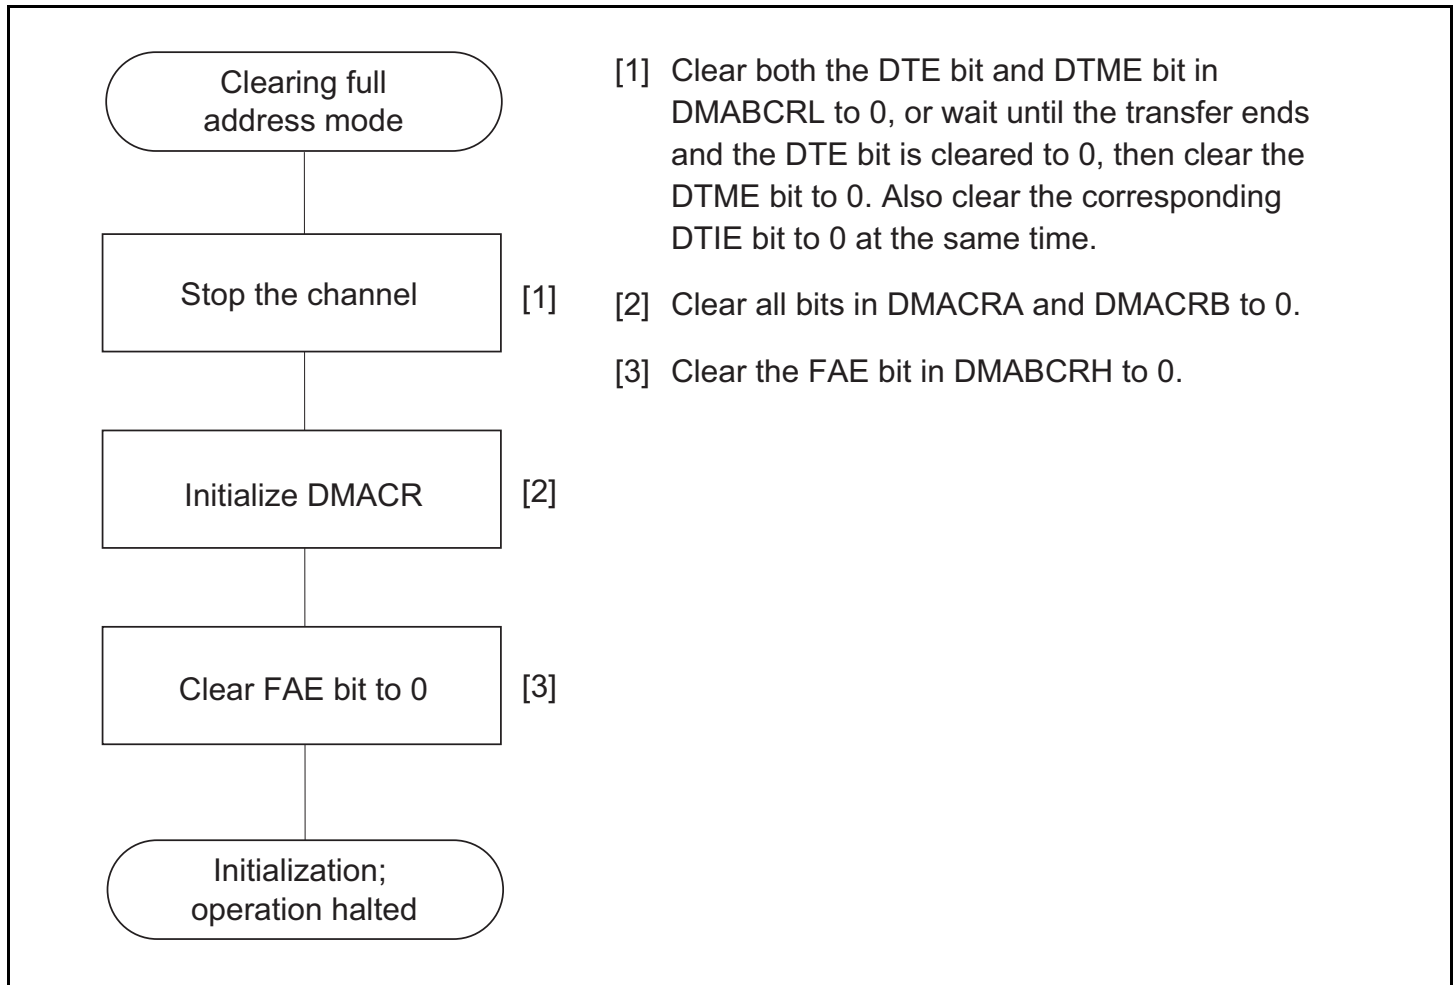 Clearing full
address mode
Stop the channel
[1]
Initialize DMACR
[2]
Clear FAE bit to 0
[3]
Initialization;
operation halted
[1] Clear both the DTE bit and DTME bit in
DMABCRL to 0, or wait until the transfer ends
and the DTE bit is cleared to 0, then clear the
DTME bit to 0. Also clear the corresponding
DTIE bit to 0 at the same time.
[2] Clear all bits in DMACRA and DMACRB to 0.
[3] Clear the FAE bit in DMABCRH to 0.